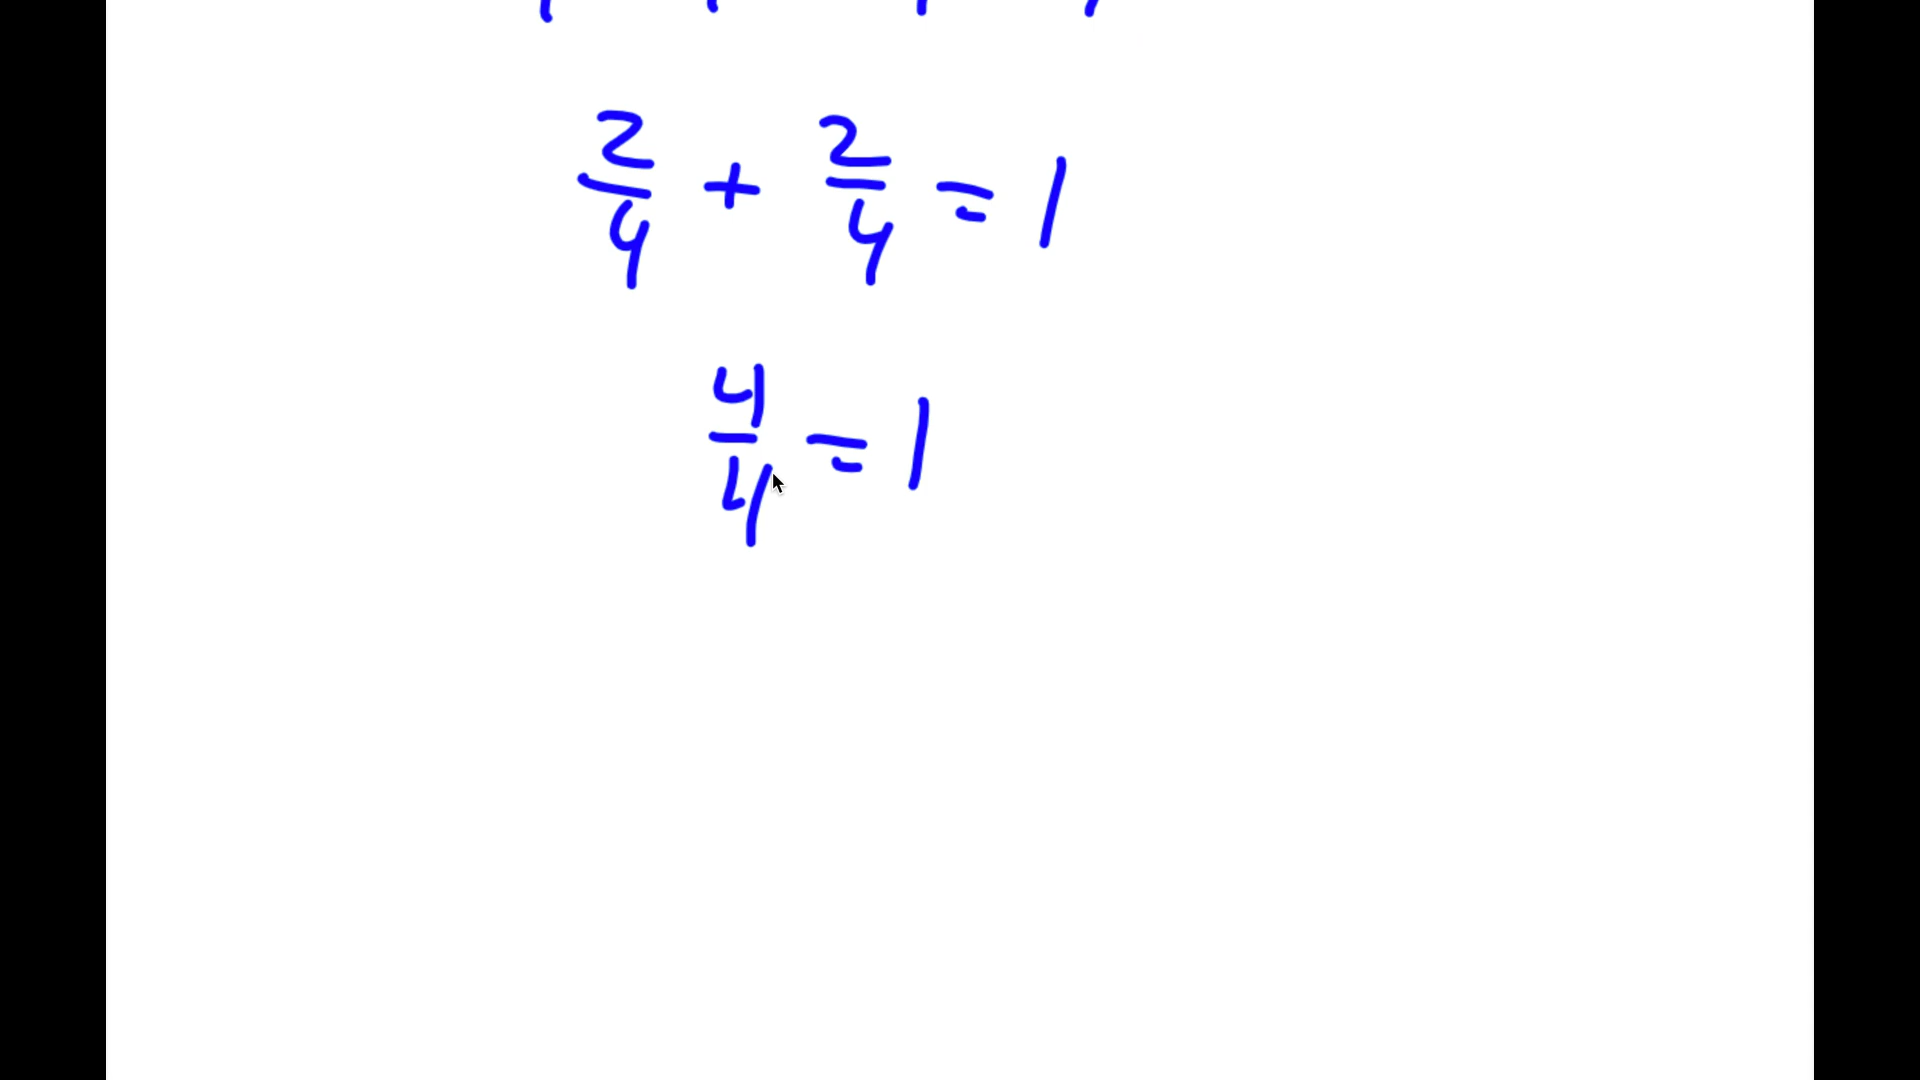 2/4 + 2/4 = 1
4/4 = 1